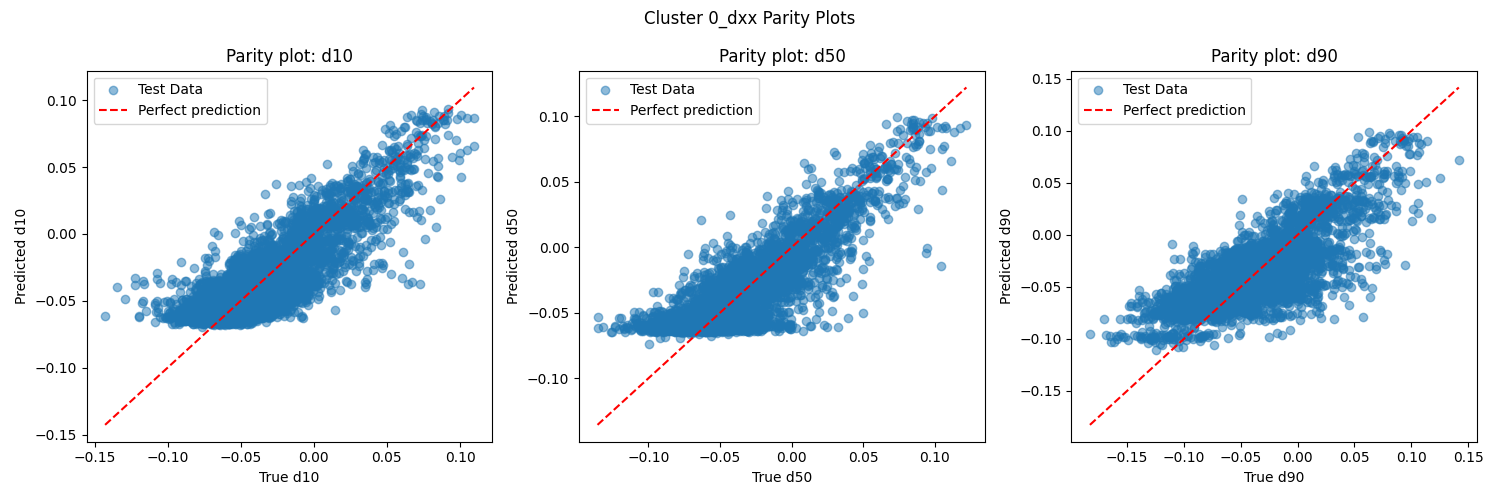 Cluster 0_dxx Parity Plots
Parity plot: d10
Test Data
Perfect prediction
0.10
0.05
0.00
−0.05
−0.10
−0.15
Predicted d10
−0.15
−0.10
−0.05
0.00
0.05
0.10
True d10
Parity plot: d50
Test Data
Perfect prediction
0.10
0.05
0.00
−0.05
−0.10
Predicted d50
−0.10
−0.05
0.00
0.05
0.10
True d50
Parity plot: d90
Test Data
Perfect prediction
0.15
0.10
0.05
0.00
−0.05
−0.10
−0.15
Predicted d90
−0.15
−0.10
−0.05
0.00
0.05
0.10
0.15
True d90